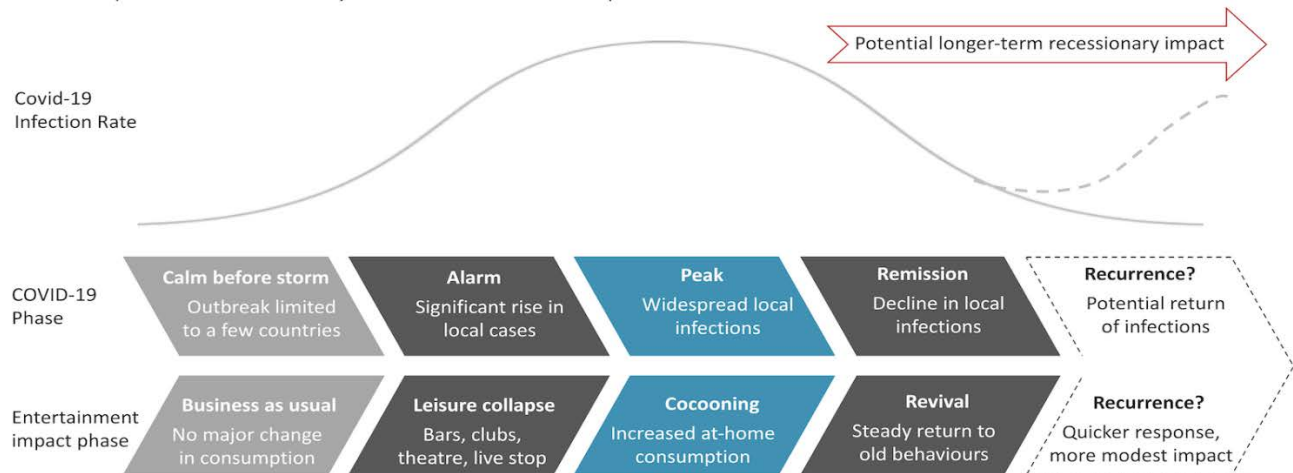 Potential longer-term recessionary impact
Covid-19
Infection Rate
COVID-19
Phase
Calm before storm
Outbreak limited
to a few countries
Alarm
Significant rise in
local cases
Peak
Widespread local
infections
Remission
Decline in local
infections
Recurrence?
Potential return
of infections
Entertainment
impact phase
Business as usual
No major change
in consumption
Leisure collapse
Bars, clubs,
theatre, live stop
Cocooning
Increased at-home
consumption
Revival
Steady return to
old behaviours
Recurrence?
Quicker response,
more modest impact